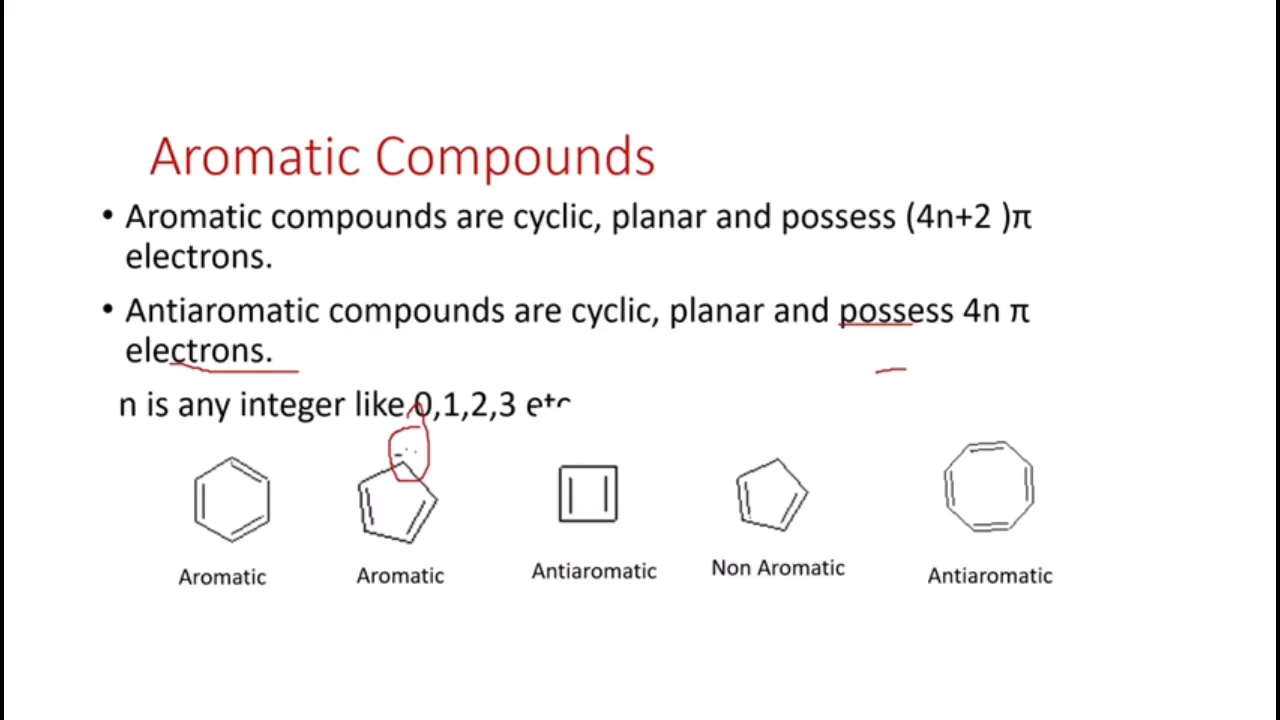 Aromatic Compounds
• Aromatic compounds are cyclic, planar and possess (4n+2 )π
electrons.
• Antiaromatic compounds are cyclic, planar and possess 4n π
electrons.
n is any integer like 0,1,2,3 etc
Aromatic Aromatic Antiaromatic Non Aromatic Antiaromatic